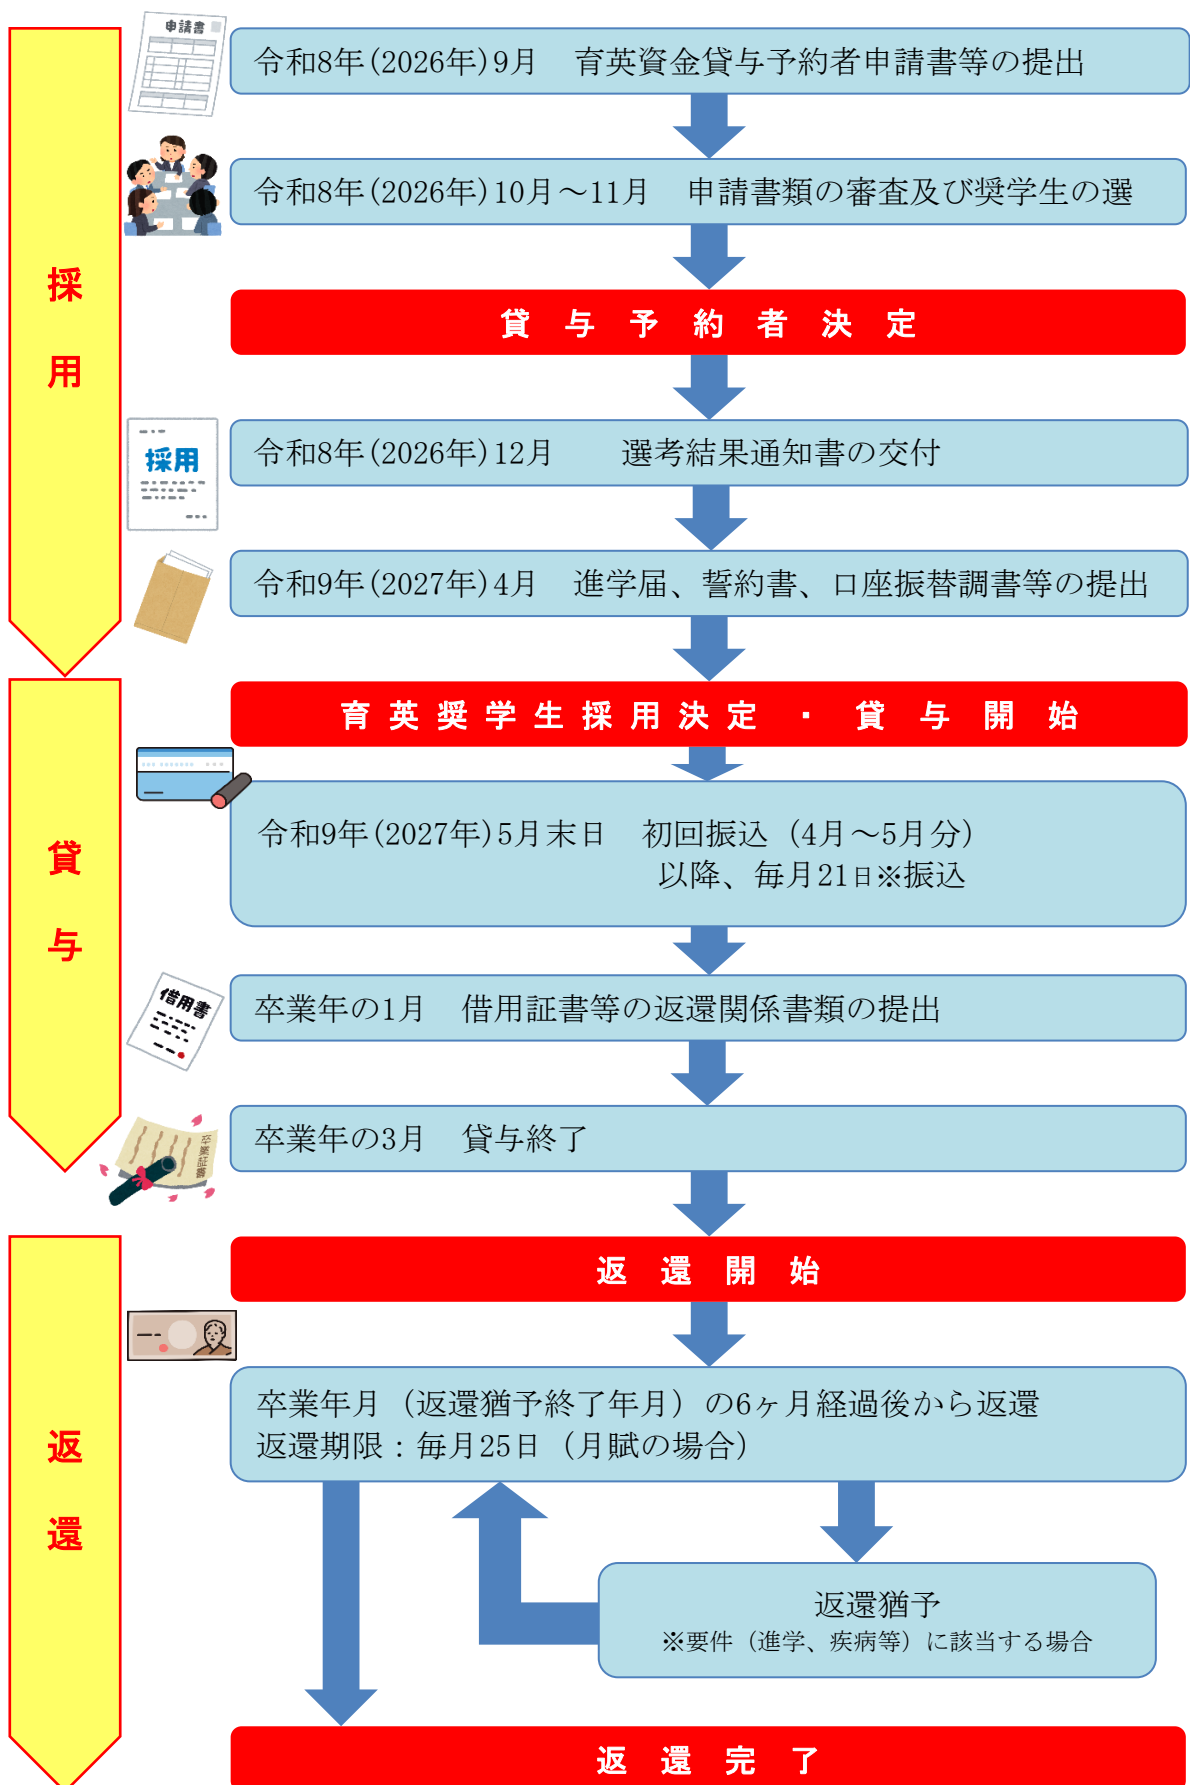 申請書
令和8年(2026年)9月　育英資金貸与予約者申請書等の提出
令和8年(2026年)10月～11月　申請書類の審査及び奨学生の選
採用
貸与予約者決定
採用
令和8年(2026年)12月　　選考結果通知書の交付
令和9年(2027年)4月　進学届、誓約書、口座振替調書等の提出
育英奨学生採用決定・貸与開始
貸与
令和9年(2027年)5月末日　初回振込（4月～5月分）
以降、毎月21日※振込
借用書
卒業年の1月　借用証書等の返還関係書類の提出
卒業証書
卒業年の3月　貸与終了
返還開始
返還
卒業年月（返還猶予終了年月）の6ヶ月経過後から返還
返還期限：毎月25日（月賦の場合）
返還猶予
※要件（進学、疾病等）に該当する場合
返還完了